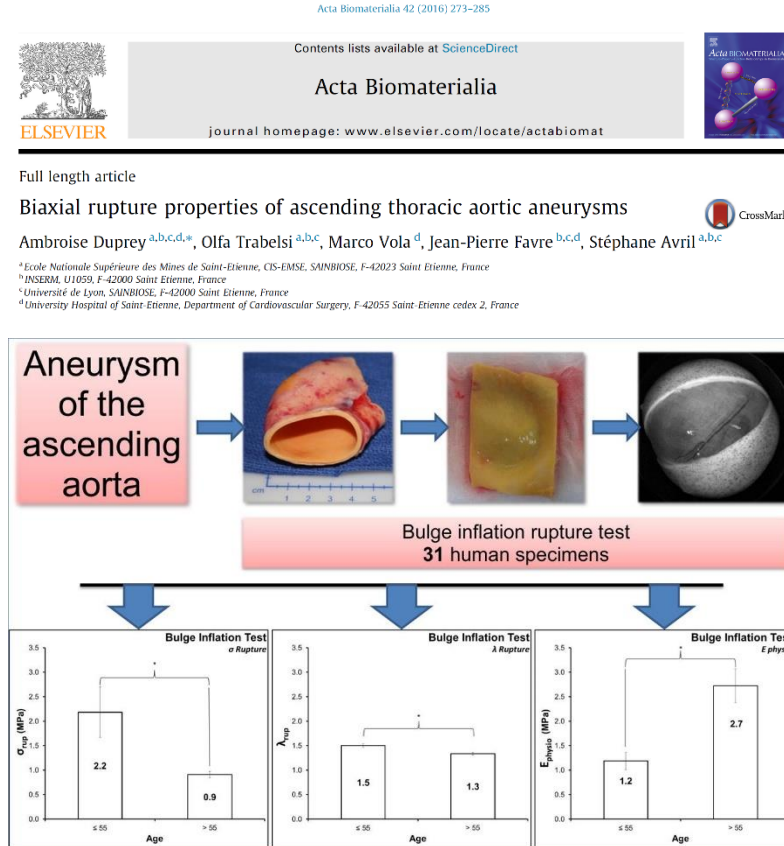 Acta Biomaterialia 42 (2016) 273–285
Contents lists available at ScienceDirect
Acta Biomaterialia
journal homepage: www.elsevier.com/locate/actabiomat
ELSEVIER
Acta BIOMATERIALIA
Full length article
Biaxial rupture properties of ascending thoracic aortic aneurysms
CrossMark
Ambroise Duprey a,b,c,d,*, Olfa Trabelsi a,b,c, Marco Vola d, Jean-Pierre Favre b,c,d, Stéphane Avril a,b,c
a Ecole Nationale Supérieure des Mines de Saint-Etienne, CIS-EMSE, SAINBIOSE, F-42023 Saint Etienne, France
b INSERM, U1059, F-42000 Saint Etienne, France
c Université de Lyon, SAINBIOSE, F-42000 Saint Etienne, France
d University Hospital of Saint-Etienne, Department of Cardiovascular Surgery, F-42055 Saint-Etienne cedex 2, France
Aneurysm
of the
ascending
aorta
cm 1 2 3 4 5
Bulge inflation rupture test
31 human specimens
Bulge Inflation Test
σ Rupture
σrup (MPa)
3.5
3.0
2.5
2.0
1.5
1.0
0.5
0.0
*
2.2
0.9
≤ 55
> 55
Age
Bulge Inflation Test
λ Rupture
λrup
3.5
3.0
2.5
2.0
1.5
1.0
0.5
0.0
*
1.5
1.3
≤ 55
> 55
Age
Bulge Inflation Test
E phys
Ephysio (MPa)
3.5
3.0
2.5
2.0
1.5
1.0
0.5
0.0
*
1.2
2.7
≤ 55
> 55
Age